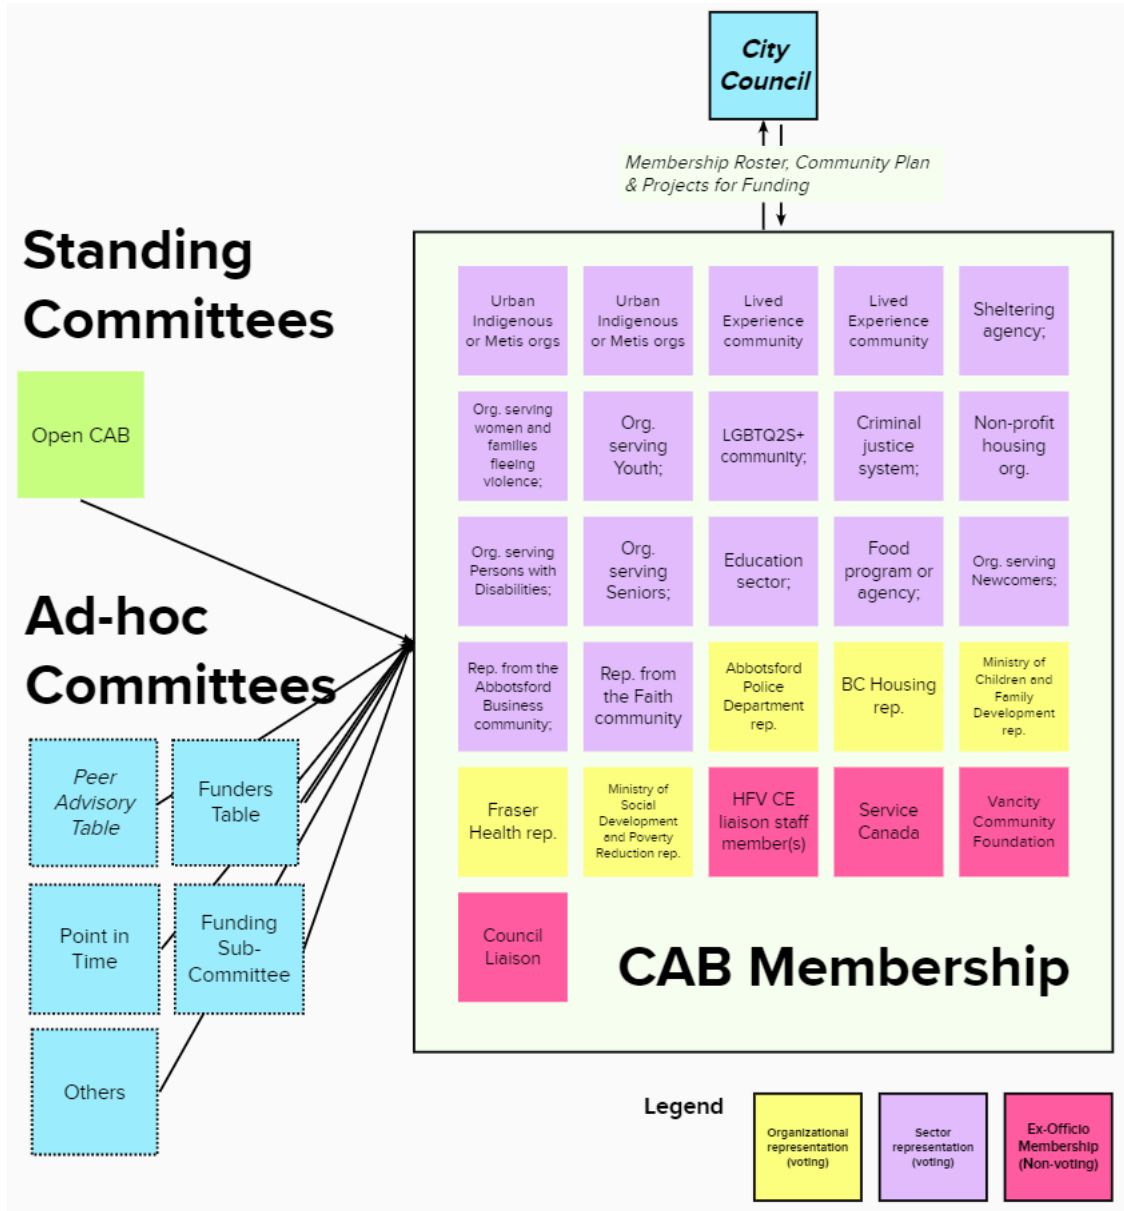 City
Council
Membership Roster, Community Plan
& Projects for Funding
Standing
Committees
Open CAB
Ad-hoc
Committees
Peer
Advisory
Table
Funders
Table
Point in
Time
Funding
Sub-
Committee
Others
Urban
Indigenous
or Metis orgs
Urban
Indigenous
or Metis orgs
Lived
Experience
community
Lived
Experience
community
Sheltering
agency;
Org. serving
women and
families
fleeing
violence;
Org.
serving
Youth;
LGBTQ2S+
community;
Criminal
justice
system;
Non-profit
housing
org.
Org. serving
Persons with
Disabilities;
Org.
serving
Seniors;
Education
sector;
Food
program or
agency;
Org. serving
Newcomers;
Rep. from the
Abbotsford
Business
community;
Rep. from
the Faith
community
Abbotsford
Police
Department
rep.
BC Housing
rep.
Ministry of
Children and
Family
Development
rep.
Fraser
Health rep.
Ministry of
Social
Development
and Poverty
Reduction rep.
HFV CE
liaison staff
member(s)
Service
Canada
Vancity
Community
Foundation
Council
Liaison
CAB Membership
Legend
Organizational
representation
(voting)
Sector
representation
(voting)
Ex-Officio
Membership
(Non-voting)